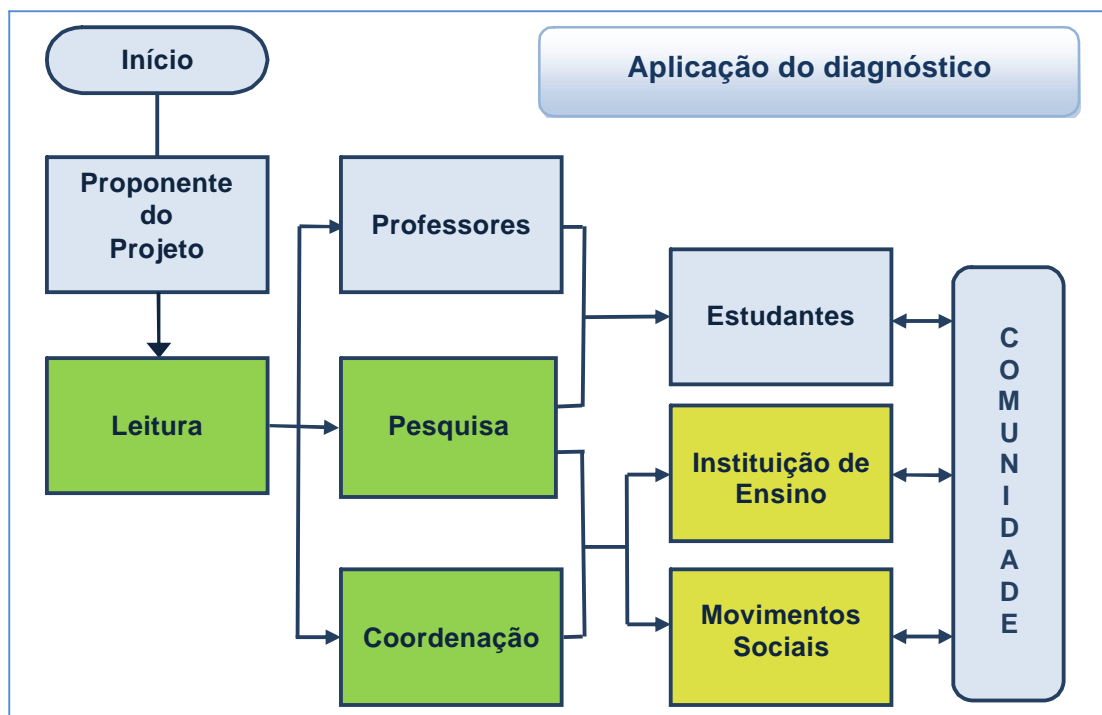 Início
Aplicação do diagnóstico
Proponente
do
Projeto
Professores
Estudantes
Leitura
Pesquisa
Instituição de
Ensino
Coordenação
Movimentos
Sociais
C
O
M
U
N
I
D
A
D
E